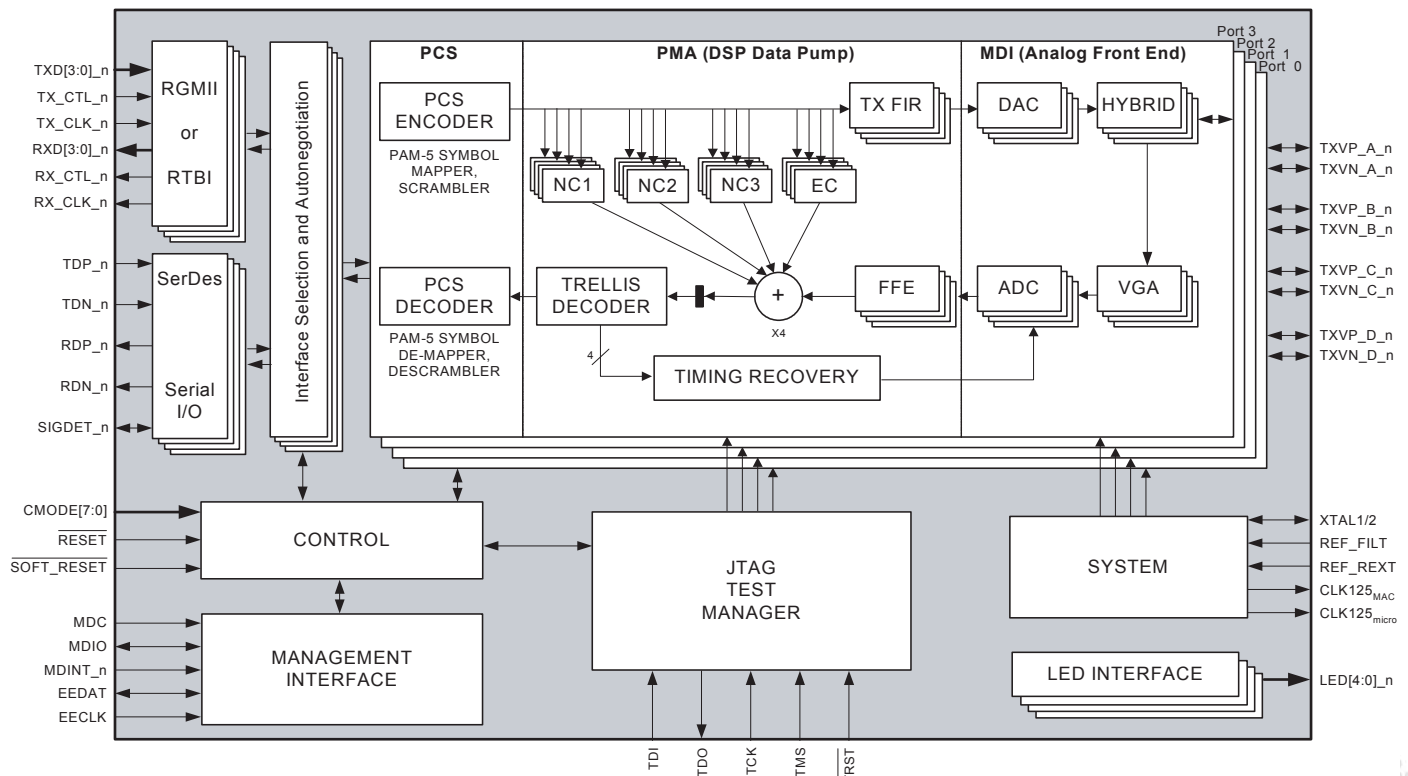 Port 3
Port 2
Port 1
Port 0
PCS
PMA (DSP Data Pump)
MDI (Analog Front End)
TXD[3:0]_n
TX_CTL_n
TX_CLK_n
RXD[3:0]_n
RX_CTL_n
RX_CLK_n
RGMII
or
RTBI
TDP_n
TDN_n
RDP_n
RDN_n
SIGDET_n
SerDes
Serial
I/O
Interface Selection and Autonegotiation
PCS
ENCODER
PAM-5 SYMBOL
MAPPER,
SCRAMBLER
TX FIR
DAC
HYBRID
NC1
NC2
NC3
EC
PCS
DECODER
PAM-5 SYMBOL
DE-MAPPER,
DESCRAMBLER
TRELLIS
DECODER
+
X4
FFE
ADC
VGA
4
TIMING RECOVERY
TXVP_A_n
TXVN_A_n
TXVP_B_n
TXVN_B_n
TXVP_C_n
TXVN_C_n
TXVP_D_n
TXVN_D_n
CMODE[7:0]
RESET
SOFT_RESET
CONTROL
MDC
MDIO
MDINT_n
EEDAT
EECLK
MANAGEMENT
INTERFACE
JTAG
TEST
MANAGER
TDI
TDO
TCK
TMS
TRST
SYSTEM
XTAL1/2
REF_FILT
REF_REXT
CLK125MAC
CLK125micro
LED INTERFACE
LED[4:0]_n